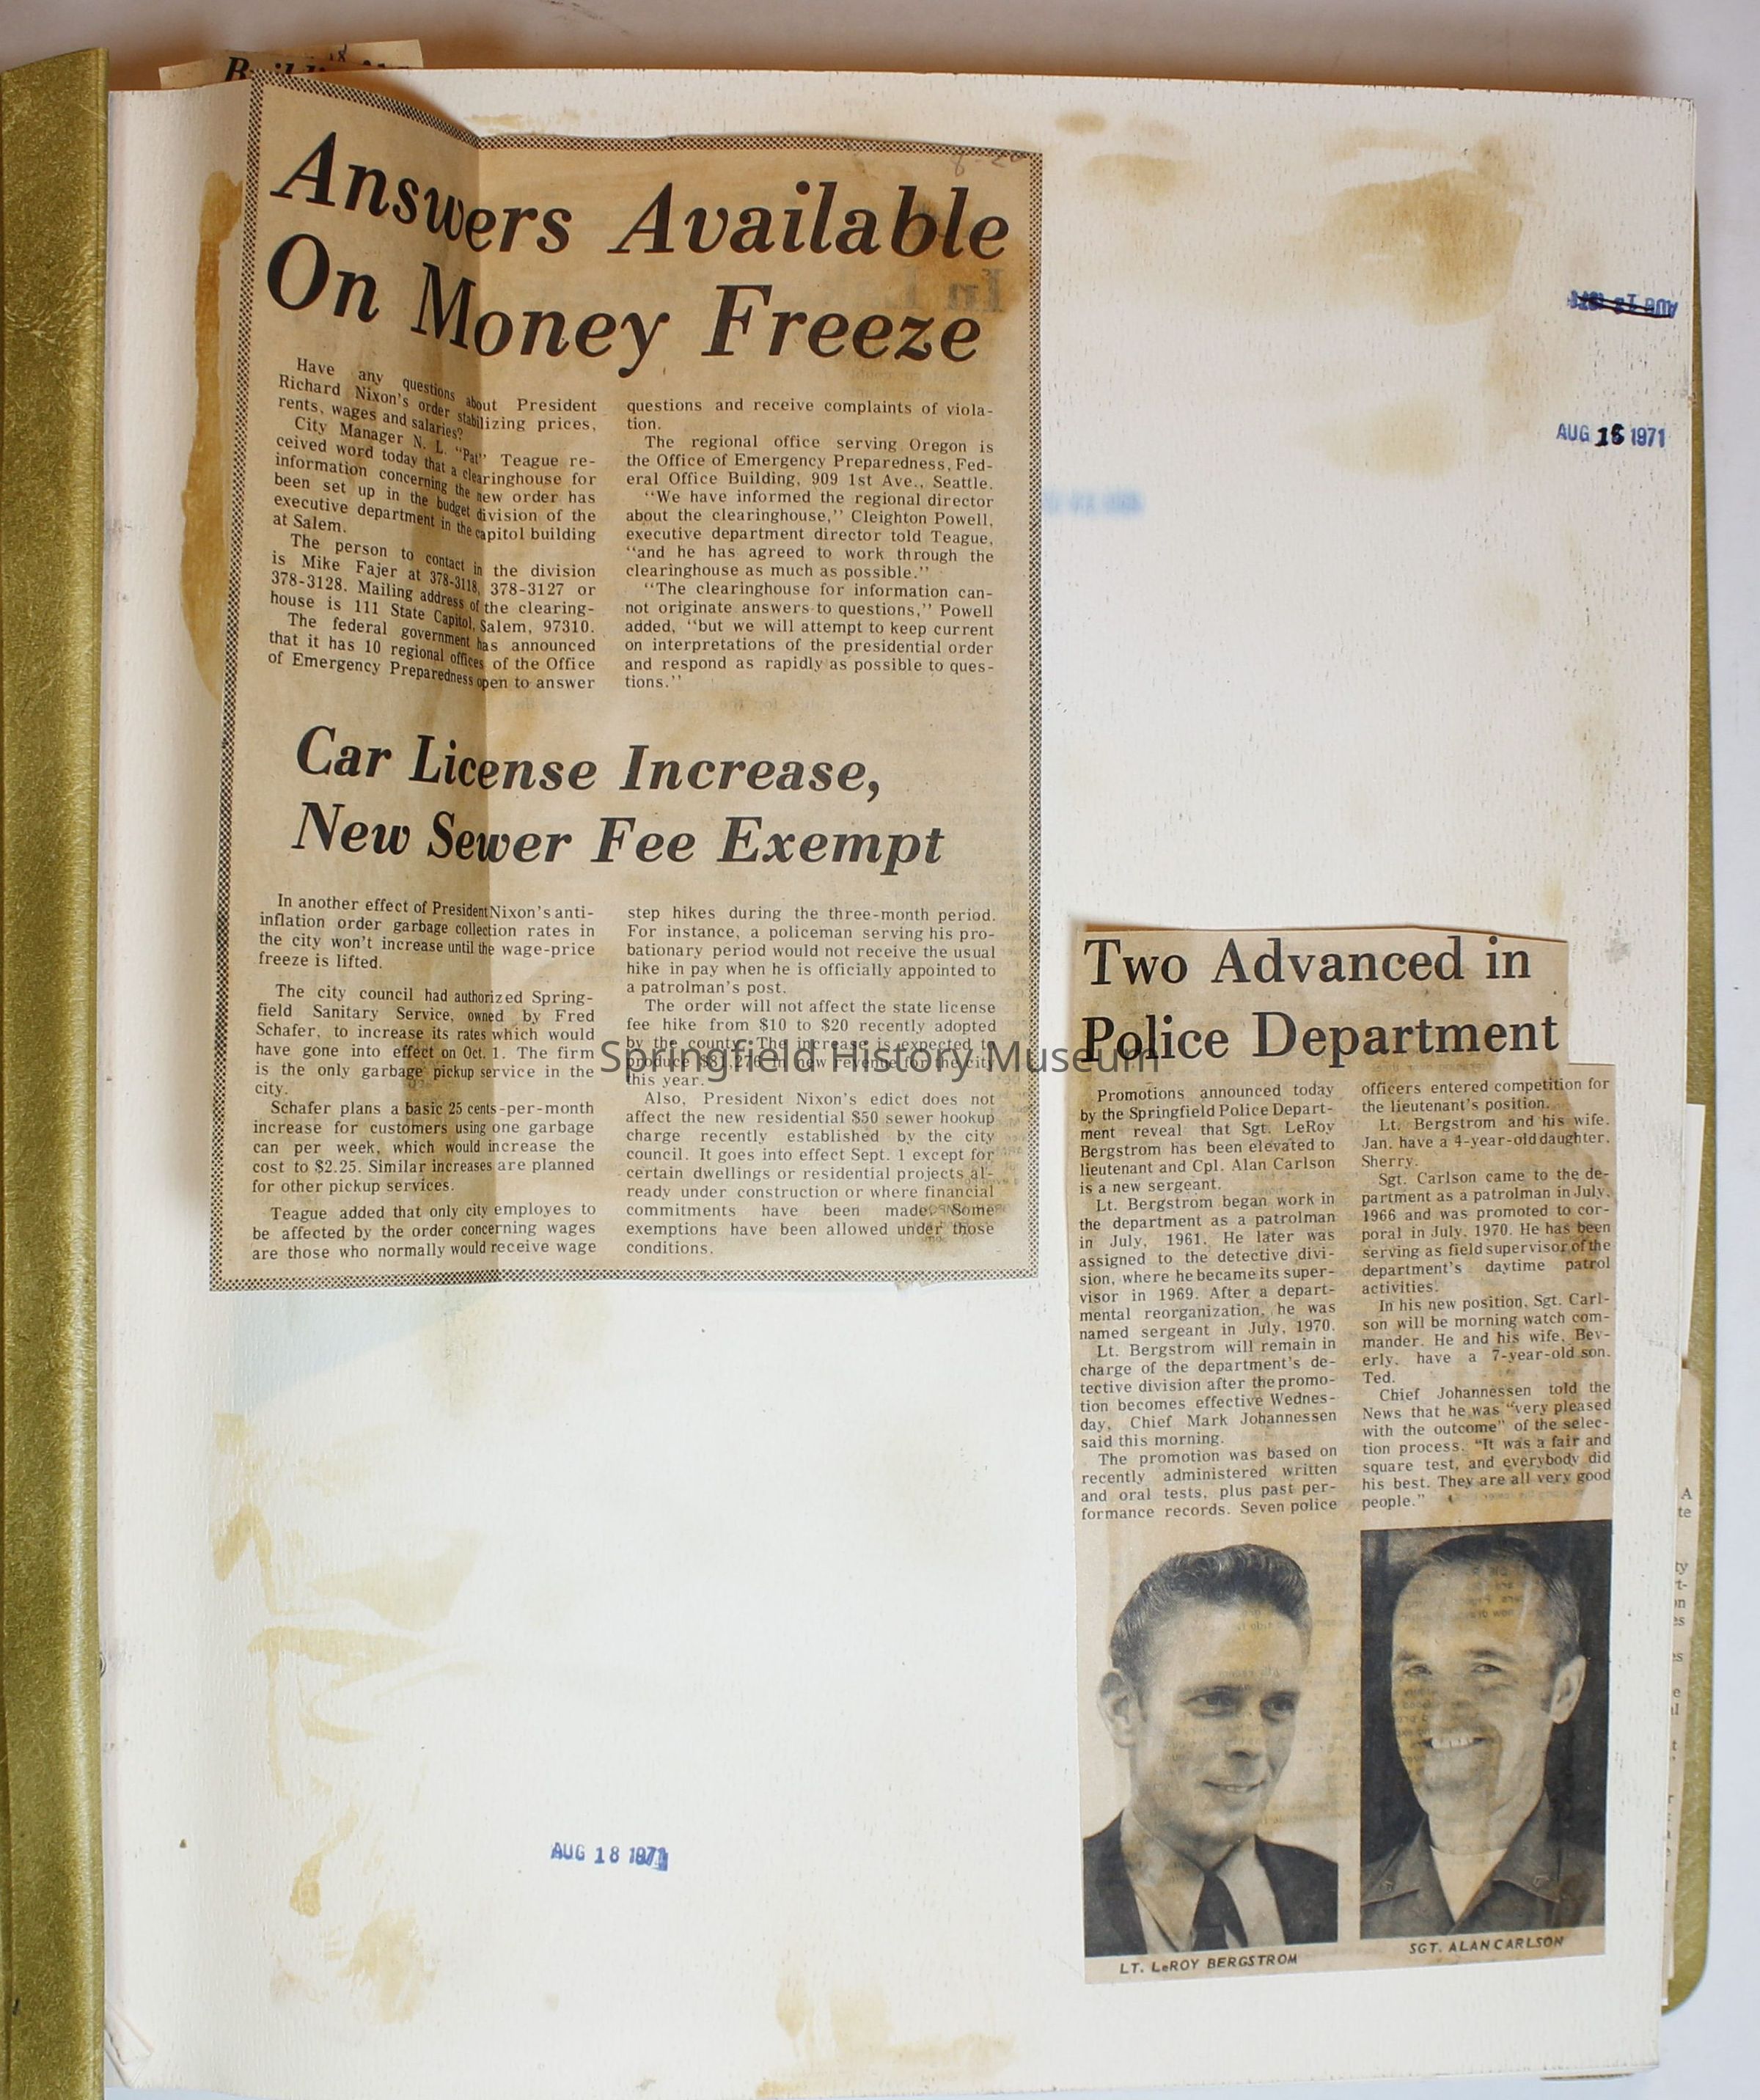 Answers Available
On Money Freeze
Have any questions about President
Richard Nixon's order stabilizing prices,
rents, wages and salaries?
City Manager N. L. "Pat" Teague re-
ceived word today that a clearinghouse for
information concerning the new order has
been set up in the budget division of the
executive department in the capitol building
at Salem.
The person to contact in the division
is Mike Fajer at 378-3118, 378-3127 or
378-3128. Mailing address of the clearing-
house is 111 State Capitol, Salem, 97310.
The federal government has announced
that it has 10 regional offices of the Office
of Emergency Preparedness open to answer
questions and receive complaints of viola-
tion.
The regional office serving Oregon is
the Office of Emergency Preparedness, Fed-
eral Office Building, 909 1st Ave., Seattle.
"We have informed the regional director
about the clearinghouse," Cleighton Powell,
executive department director told Teague,
"and he has agreed to work through the
clearinghouse as much as possible."
"The clearinghouse for information can-
not originate answers to questions," Powell
added, "but we will attempt to keep current
on interpretations of the presidential order
and respond as rapidly as possible to ques-
tions."
Car License Increase,
New Sewer Fee Exempt
In another effect of President Nixon's anti-
inflation order garbage collection rates in
the city won't increase until the wage-price
freeze is lifted.
The city council had authorized Spring-
field Sanitary Service, owned by Fred
Schafer, to increase its rates which would
have gone into effect on Oct. 1. The firm
is the only garbage pickup service in the
city.
Schafer plans a basic 25 cents-per-month
increase for customers using one garbage
can per week, which would increase the
cost to $2.25. Similar increases are planned
for other pickup services.
Teague added that only city employes to
be affected by the order concerning wages
are those who normally would receive wage
step hikes during the three-month period.
For instance, a policeman serving his pro-
bationary period would not receive the usual
hike in pay when he is officially appointed to
a patrolman's post.
The order will not affect the state license
fee hike from $10 to $20 recently adopted
by the county. The increase is expected to
produce in new revenue for the city
this year.
Also, President Nixon's edict does not
affect the new residential $50 sewer hookup
charge recently established by the city
council. It goes into effect Sept. 1 except for
certain dwellings or residential projects al-
ready under construction or where financial
commitments have been made. Some
exemptions have been allowed under those
conditions.
AUG 18 1971
AUG 16 1971
Two Advanced in
Police Department
Promotions announced today
by the Springfield Police Depart-
ment reveal that Sgt. LeRoy
Bergstrom has been elevated to
lieutenant and Cpl. Alan Carlson
is a new sergeant.
Lt. Bergstrom began work in
the department as a patrolman
in July, 1961. He later was
assigned to the detective divi-
sion, where he became its super-
visor in 1969. After a depart-
mental reorganization, he was
named sergeant in July, 1970.
Lt. Bergstrom will remain in
charge of the department's de-
tective division after the promo-
tion becomes effective Wednes-
day, Chief Mark Johannessen
said this morning.
The promotion was based on
recently administered written
and oral tests, plus past per-
formance records. Seven police
officers entered competition for
the lieutenant's position.
Lt. Bergstrom and his wife,
Jan, have a 4-year-old daughter,
Sherry.
Sgt. Carlson came to the de-
partment as a patrolman in July,
1966 and was promoted to cor-
poral in July, 1970. He has been
serving as field supervisor of the
department's daytime patrol
activities.
In his new position, Sgt. Carl-
son will be morning watch com-
mander. He and his wife, Bev-
erly, have a 7-year-old son,
Ted.
Chief Johannessen told the
News that he was "very pleased
with the outcome" of the selec-
tion process. "It was a fair and
square test, and everybody did
his best. They are all very good
people."
LT. LeROY BERGSTROM
SGT. ALAN CARLSON
Springfield History Museum